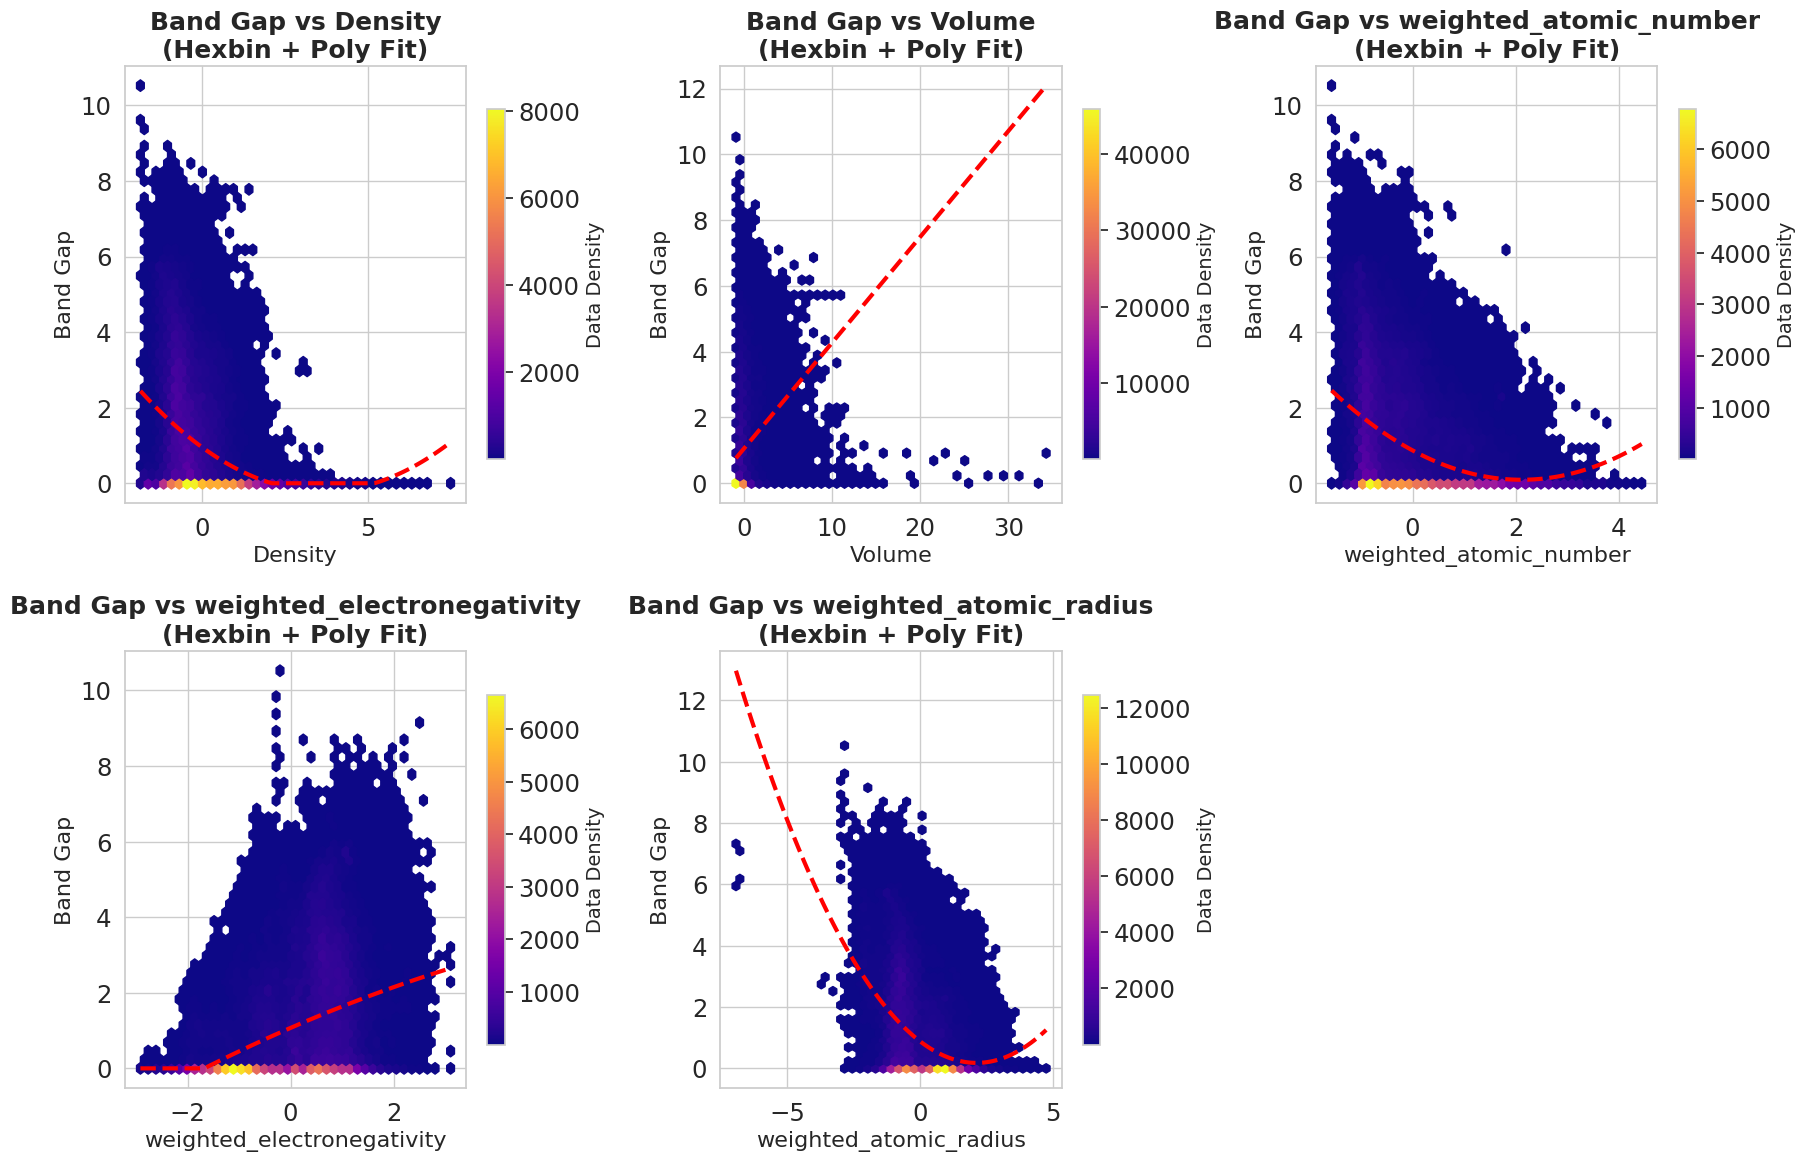 Band Gap vs Density
(Hexbin + Poly Fit)
10
8
6
4
2
0
0
5
Band Gap
Density
8000
6000
4000
2000
Data Density
Band Gap vs Volume
(Hexbin + Poly Fit)
12
10
8
6
4
2
0
0
10
20
30
Band Gap
Volume
40000
30000
20000
10000
Data Density
Band Gap vs weighted_atomic_number
(Hexbin + Poly Fit)
10
8
6
4
2
0
0
2
4
Band Gap
weighted_atomic_number
6000
5000
4000
3000
2000
1000
Data Density
Band Gap vs weighted_electronegativity
(Hexbin + Poly Fit)
10
8
6
4
2
0
−2
0
2
Band Gap
weighted_electronegativity
6000
5000
4000
3000
2000
1000
Data Density
Band Gap vs weighted_atomic_radius
(Hexbin + Poly Fit)
12
10
8
6
4
2
0
−5
0
5
Band Gap
weighted_atomic_radius
12000
10000
8000
6000
4000
2000
Data Density